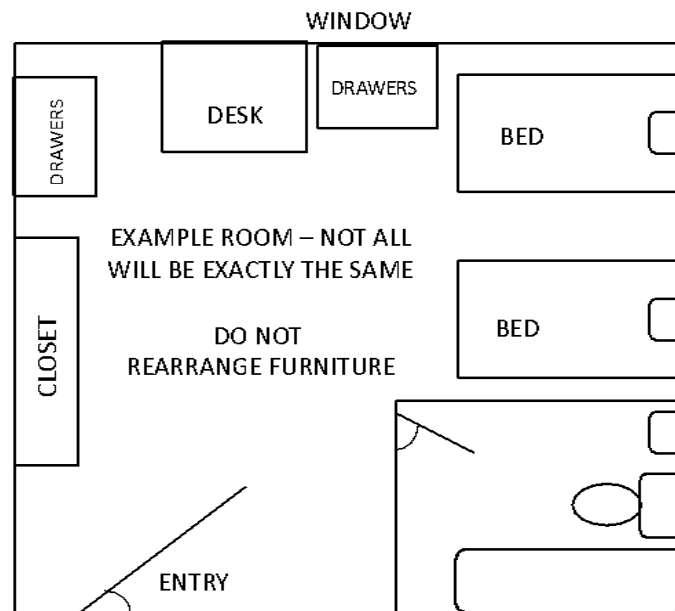 WINDOW
DRAWERS
DESK
DRAWERS
BED
EXAMPLE ROOM – NOT ALL
WILL BE EXACTLY THE SAME
CLOSET
BED
DO NOT
REARRANGE FURNITURE
ENTRY